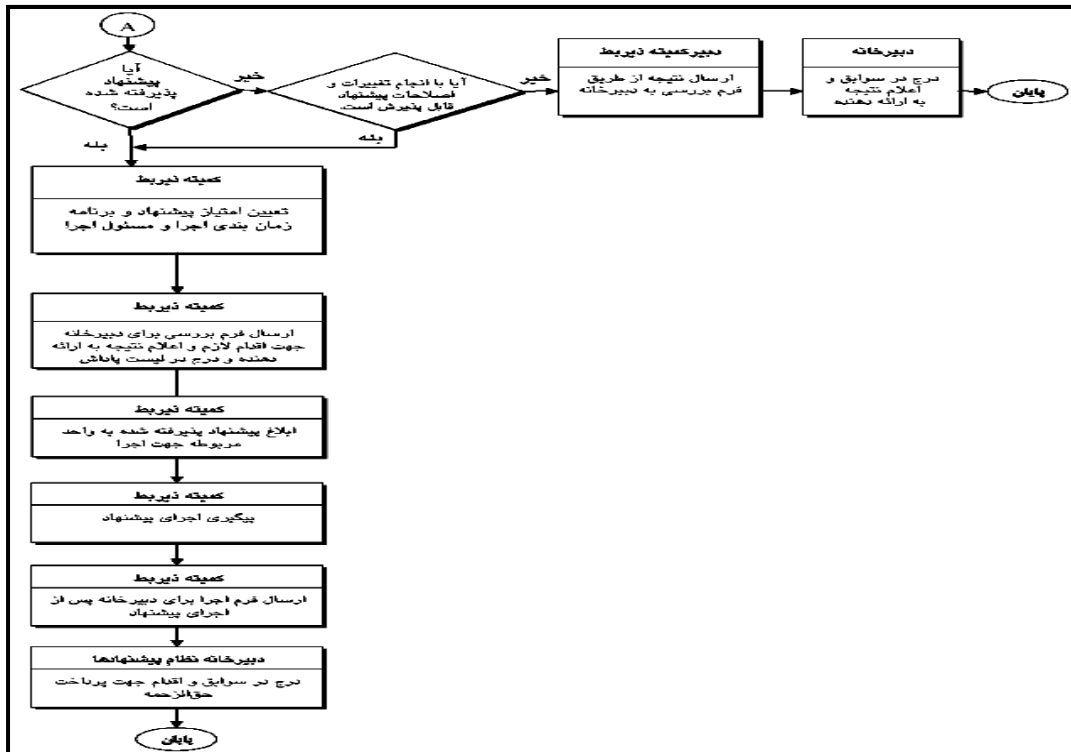 A
آیا
پیشنهاد
پذیرفته شده
است؟
خیر
آیا با انجام تغییرات و
اصلاحات پیشنهاد
قابل پذیرش است.
خیر
دبیرکمیته ذیربط
ارسال نتیجه از طریق
فرم بررسی به دبیرخانه
دبیرخانه
درج در سوابق و
اعلام نتیجه
به ارائه دهنده
پایان
بله
بله
کمیته ذیربط
تعیین امتیاز پیشنهاد و برنامه
زمان بندی اجرا و مسئول اجرا
کمیته ذیربط
ارسال فرم بررسی برای دبیرخانه
جهت اقدام لازم و اعلام نتیجه به ارائه
دهنده و درج در لیست پاداش
کمیته ذیربط
ابلاغ پیشنهاد پذیرفته شده به واحد
مربوطه جهت اجرا
کمیته ذیربط
پیگیری اجرای پیشنهاد
کمیته ذیربط
ارسال فرم اجرا برای دبیرخانه پس از
اجرای پیشنهاد
دبیرخانه نظام پیشنهادها
درج در سوابق و اقدام جهت پرداخت
حق‌الزحمه
پایان